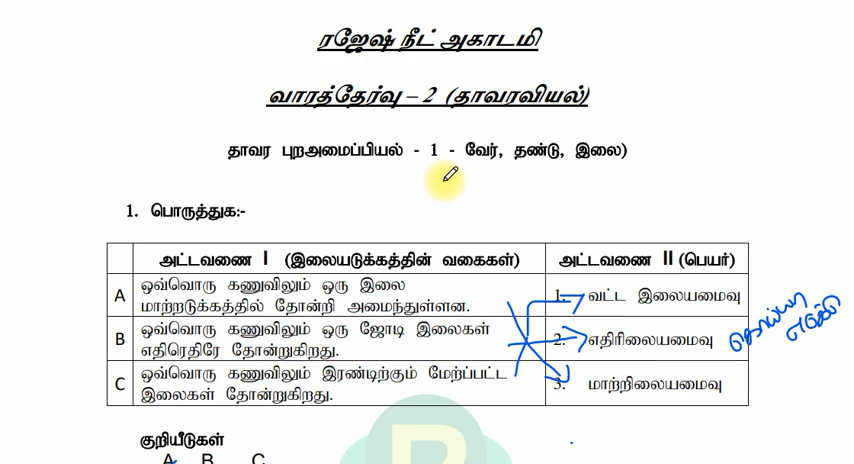 ரஜேஷ் நீட் அகாடமி
வாரத்தேர்வு – 2 (தாவரவியல்)
தாவர புறஅமைப்பியல் - 1 - வேர், தண்டு, இலை)
1. பொருத்துக:-
அட்டவணை I (இலையடுக்கத்தின் வகைகள்) அட்டவணை II (பெயர்)
A ஒவ்வொரு கணுவிலும் ஒரு இலை
மாற்றடுக்கத்தில் தோன்றி அமைந்துள்ளன. 1. வட்ட இலையமைவு
B ஒவ்வொரு கணுவிலும் ஒரு ஜோடி இலைகள்
எதிரெதிரே தோன்றுகிறது. 2. எதிரிலையமைவு
C ஒவ்வொரு கணுவிலும் இரண்டிற்கும் மேற்ப்பட்ட
இலைகள் தோன்றுகிறது. 3. மாற்றிலையமைவு
குறியீடுகள்
A B C